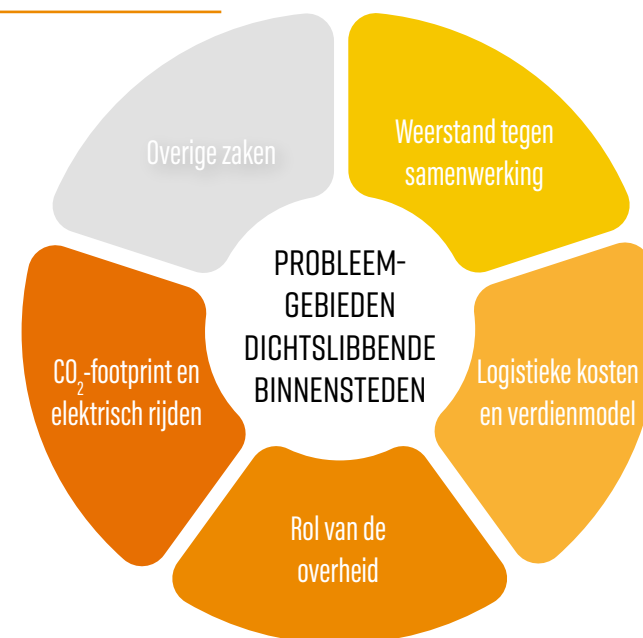 PROBLEEM-
GEBIEDEN
DICHTSLIBBENDE
BINNENSTEDEN
Weerstand tegen
samenwerking
Logistieke kosten
en verdienmodel
Rol van de
overheid
CO₂-footprint en
elektrisch rijden
Overige zaken